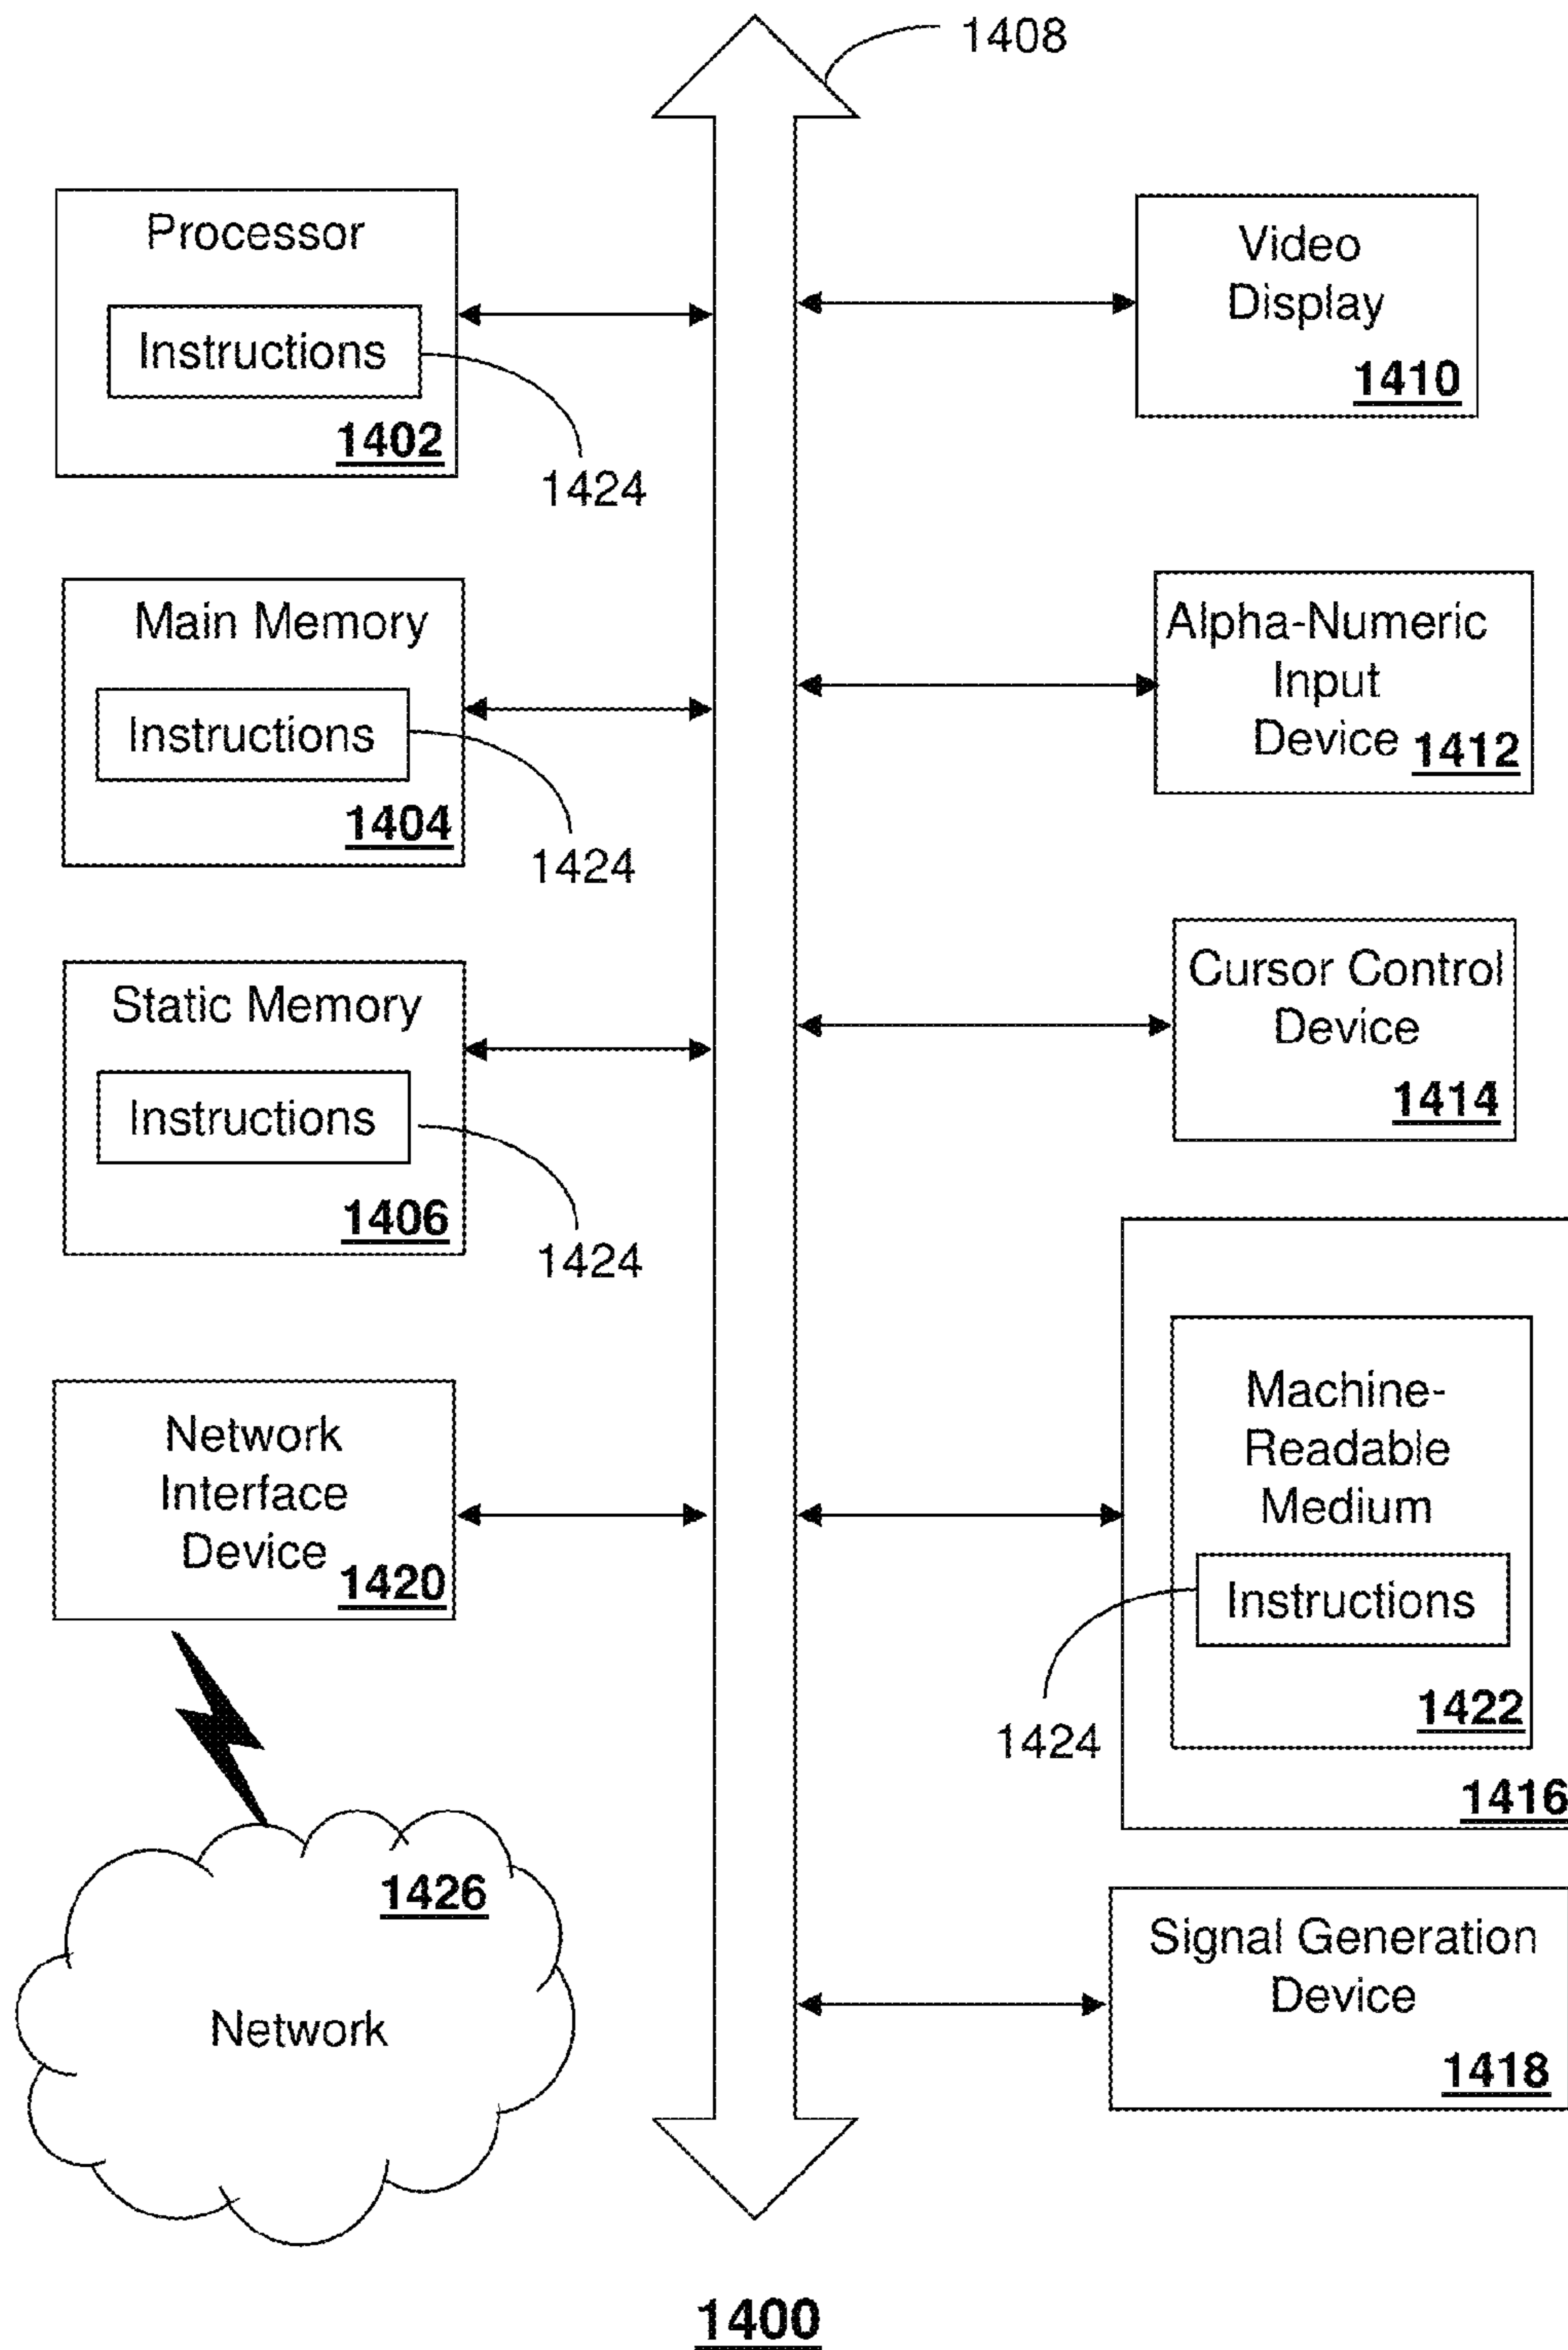 1408
Processor
Instructions
1402
1424
Main Memory
Instructions
1404
1424
Static Memory
Instructions
1406
1424
Network
Interface
Device
1420
1426
Network
Video
Display
1410
Alpha-Numeric
Input
Device 1412
Cursor Control
Device
1414
Machine-
Readable
Medium
Instructions
1424
1422
1416
Signal Generation
Device
1418
1400